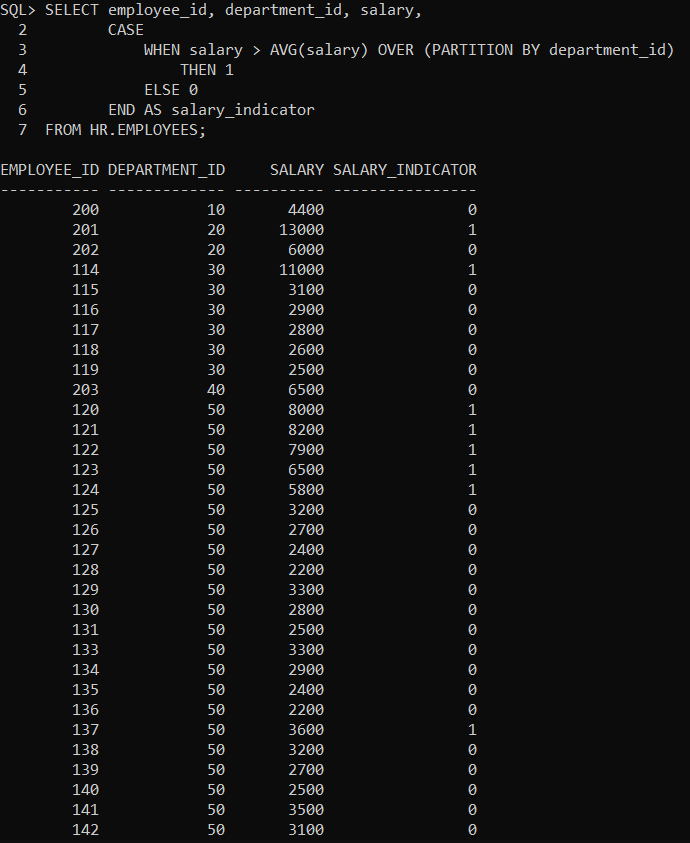 SQL> SELECT employee_id, department_id, salary,
  2         CASE
  3             WHEN salary > AVG(salary) OVER (PARTITION BY department_id)
  4                 THEN 1
  5             ELSE 0
  6         END AS salary_indicator
  7  FROM HR.EMPLOYEES;

EMPLOYEE_ID DEPARTMENT_ID     SALARY SALARY_INDICATOR
----------- ------------- ---------- ----------------
        200            10       4400                0
        201            20      13000                1
        202            20       6000                0
        114            30      11000                1
        115            30       3100                0
        116            30       2900                0
        117            30       2800                0
        118            30       2600                0
        119            30       2500                0
        203            40       6500                0
        120            50       8000                1
        121            50       8200                1
        122            50       7900                1
        123            50       6500                1
        124            50       5800                1
        125            50       3200                0
        126            50       2700                0
        127            50       2400                0
        128            50       2200                0
        129            50       3300                0
        130            50       2800                0
        131            50       2500                0
        133            50       3300                0
        134            50       2900                0
        135            50       2400                0
        136            50       2200                0
        137            50       3600                1
        138            50       3200                0
        139            50       2700                0
        140            50       2500                0
        141            50       3500                0
        142            50       3100                0